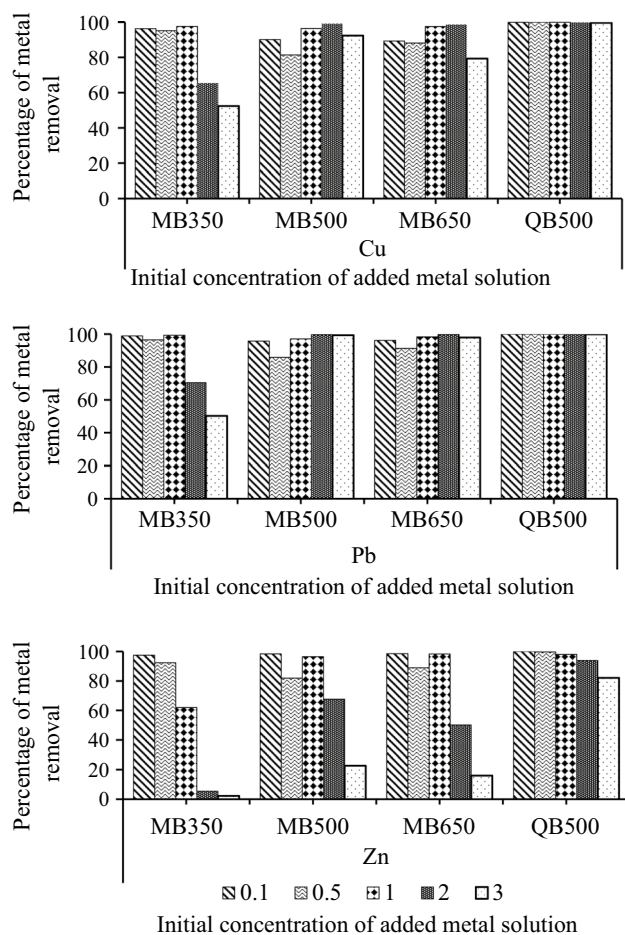 Percentage of metal
removal
100
80
60
40
20
0
MB350 MB500 MB650 QB500
Cu
Initial concentration of added metal solution
Percentage of metal
removal
100
80
60
40
20
0
MB350 MB500 MB650 QB500
Pb
Initial concentration of added metal solution
Percentage of metal
removal
100
80
60
40
20
0
MB350 MB500 MB650 QB500
Zn
0.1 0.5 1 2 3
Initial concentration of added metal solution